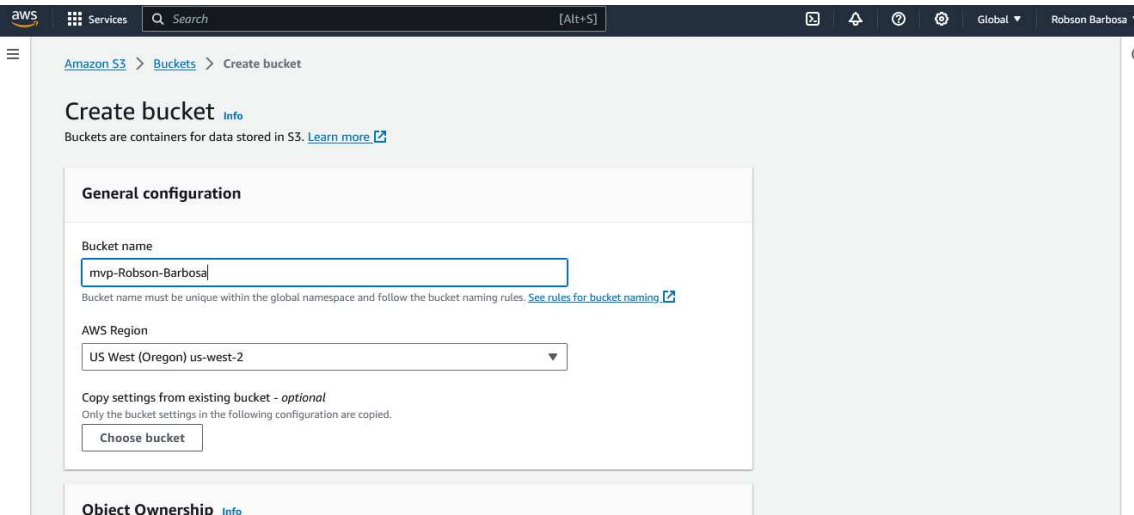 aws Services Search [Alt+S] Global Robson Barbosa
Amazon S3 > Buckets > Create bucket
Create bucket Info
Buckets are containers for data stored in S3. Learn more
General configuration
Bucket name
mvp-Robson-Barbosa
Bucket name must be unique within the global namespace and follow the bucket naming rules. See rules for bucket naming
AWS Region
US West (Oregon) us-west-2
Copy settings from existing bucket - optional
Only the bucket settings in the following configuration are copied.
Choose bucket
Object Ownership Info